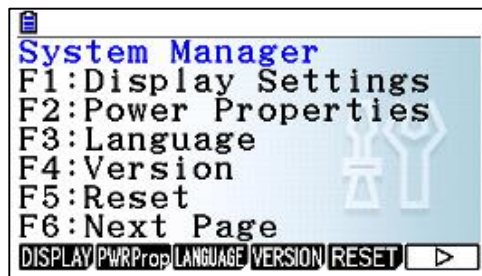 System Manager
F1:Display Settings
F2:Power Properties
F3:Language
F4:Version
F5:Reset
F6:Next Page
DISPLAY PWRProp LANGUAGE VERSION RESET ▷